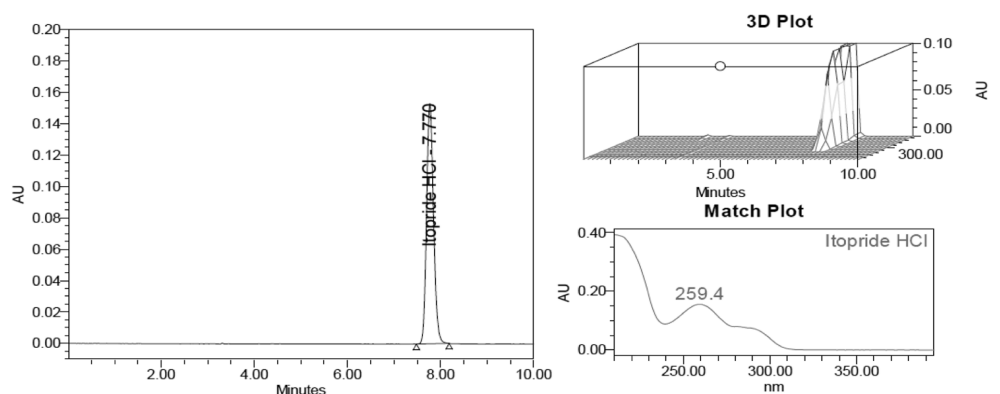 0.20
0.18
0.16
0.14
0.12
0.10
0.08
0.06
0.04
0.02
0.00
AU
Itopride HCl - 7.770
2.00 4.00 6.00 8.00 10.00
Minutes
3D Plot
0.10
0.05
0.00
AU
300.00
5.00 10.00
Minutes
Match Plot
Itopride HCl
0.40
0.20
0.00
AU
259.4
250.00 300.00 350.00
nm